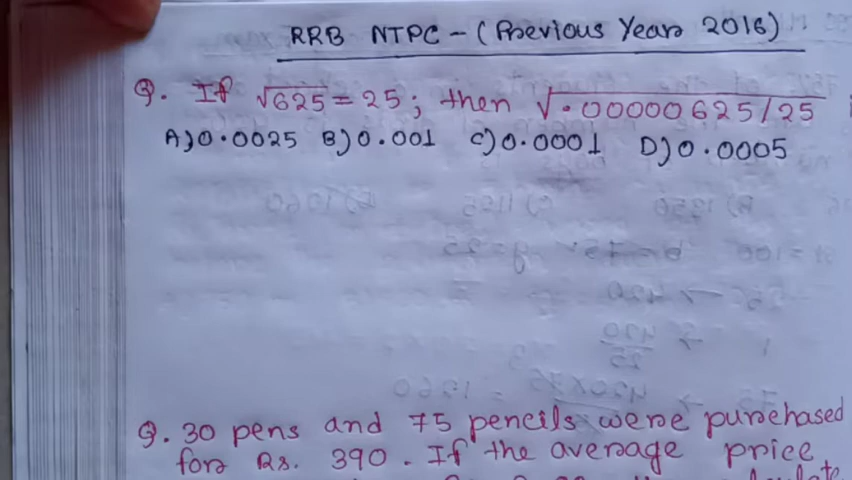 RRB NTPC - (Previous Year 2016)
Q. If √625 = 25; then √.00000625/25
A) 0.0025 B) 0.001 C) 0.0001 D) 0.0005
Q. 30 pens and 75 pencils were purchased
for Rs. 390. If the average price